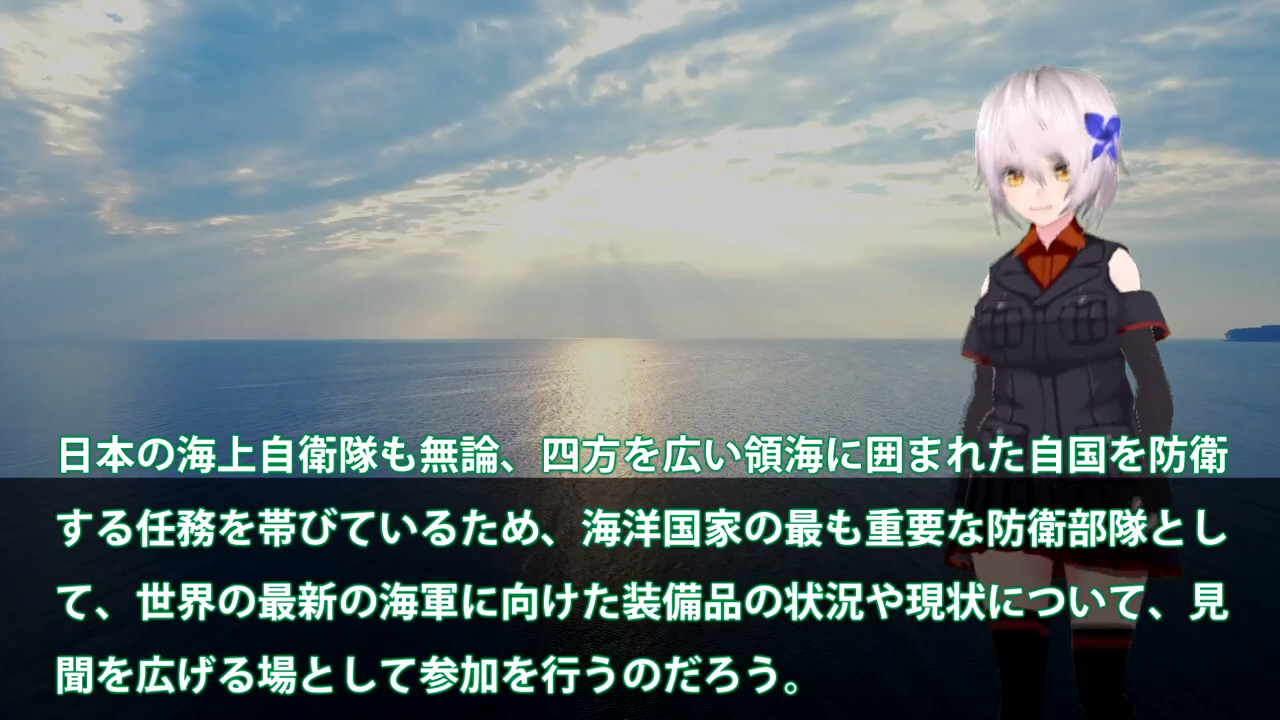 日本の海上自衛隊も無論、四方を広い領海に囲まれた自国を防衛
する任務を帯びているため、海洋国家の最も重要な防衛部隊とし
て、世界の最新の海軍に向けた装備品の状況や現状について、見
聞を広げる場として参加を行うのだろう。